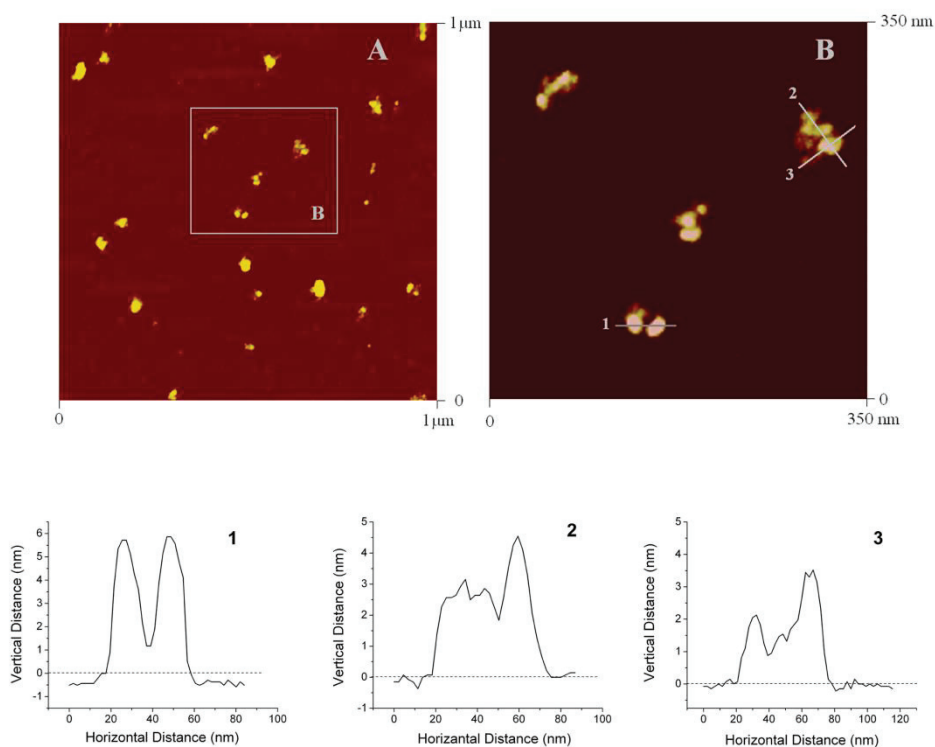 A
1μm
B
0
0
1μm
B
350 nm
2
3
1
0
0
350 nm
1
Vertical Distance (nm)
6
5
4
3
2
1
0
-1
0 20 40 60 80 100
Horizontal Distance (nm)
2
Vertical Distance (nm)
5
4
3
2
1
0
-1
0 20 40 60 80 100
Horizantal Distance (nm)
3
Vertical Distance (nm)
5
4
3
2
1
0
-1
0 20 40 60 80 100 120
Horizontal Distance (nm)